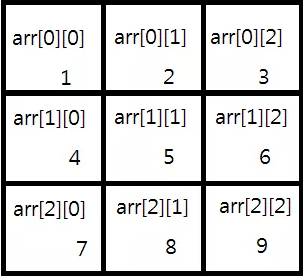 arr[0][0] arr[0][1] arr[0][2]
1 2 3
arr[1][0] arr[1][1] arr[1][2]
4 5 6
arr[2][0] arr[2][1] arr[2][2]
7 8 9